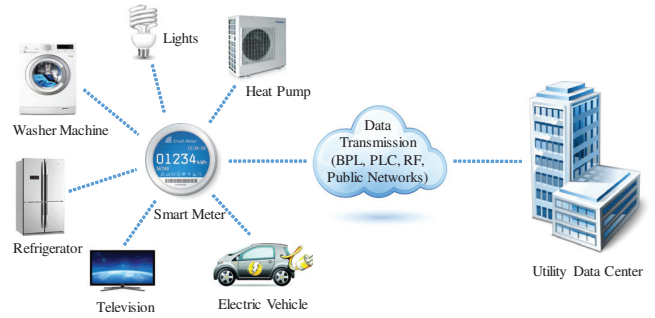 Lights
Heat Pump
Washer Machine
Smart Meter
01234 kWh
Smart Meter
Refrigerator
Television
Electric Vehicle
Data
Transmission
(BPL, PLC, RF,
Public Networks)
Utility Data Center